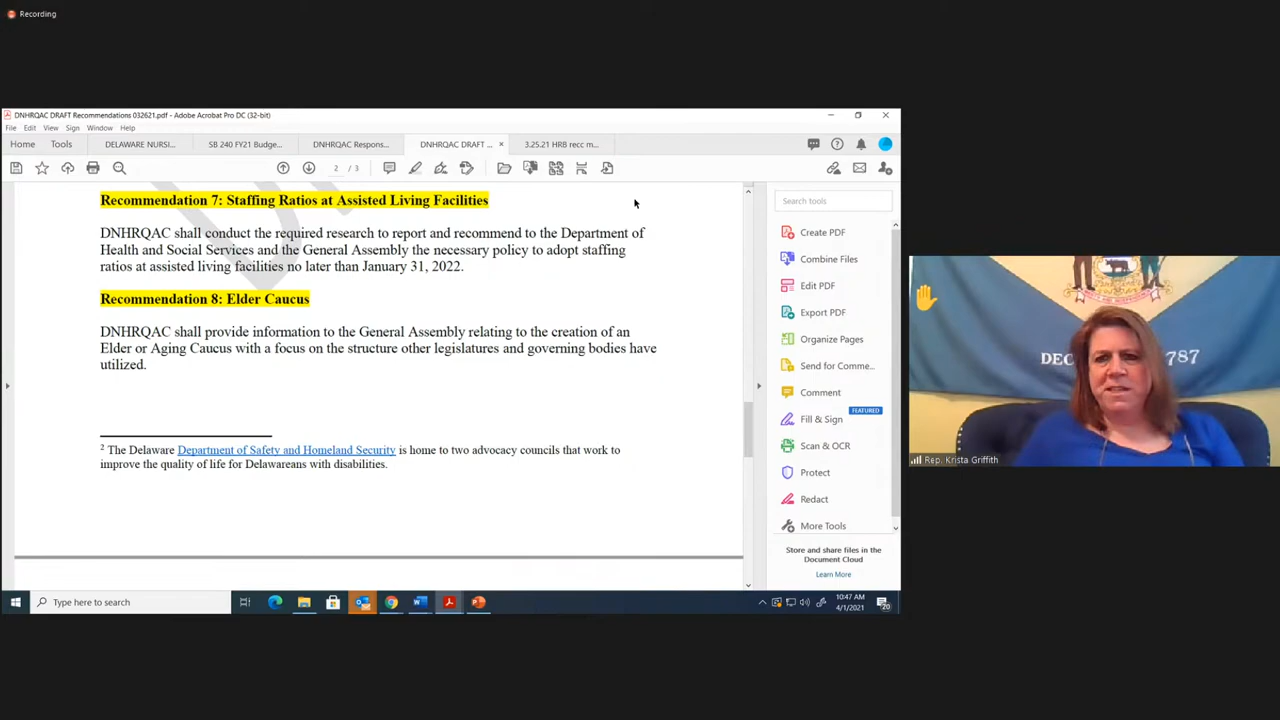 Recording
DNHRQAC DRAFT Recommendations 032621.pdf - Adobe Acrobat Pro DC (32-bit)
File Edit View Sign Window Help
Home Tools DELAWARE NURSI... SB 240 FY21 Budge... DNHRQAC Respons... DNHRQAC DRAFT ... × 3.25.21 HRB recc m...
2 / 3
Recommendation 7: Staffing Ratios at Assisted Living Facilities
DNHRQAC shall conduct the required research to report and recommend to the Department of
Health and Social Services and the General Assembly the necessary policy to adopt staffing
ratios at assisted living facilities no later than January 31, 2022.
Recommendation 8: Elder Caucus
DNHRQAC shall provide information to the General Assembly relating to the creation of an
Elder or Aging Caucus with a focus on the structure other legislatures and governing bodies have
utilized.
2 The Delaware Department of Safety and Homeland Security is home to two advocacy councils that work to
improve the quality of life for Delawareans with disabilities.
Search tools
Create PDF
Combine Files
Edit PDF
Export PDF
Organize Pages
Send for Comme...
Comment
Fill & Sign
FEATURED
Scan & OCR
Protect
Redact
More Tools
Store and share files in the
Document Cloud
Learn More
Type here to search
10:47 AM
4/1/2021
20
DEC
787
Rep. Krista Griffith